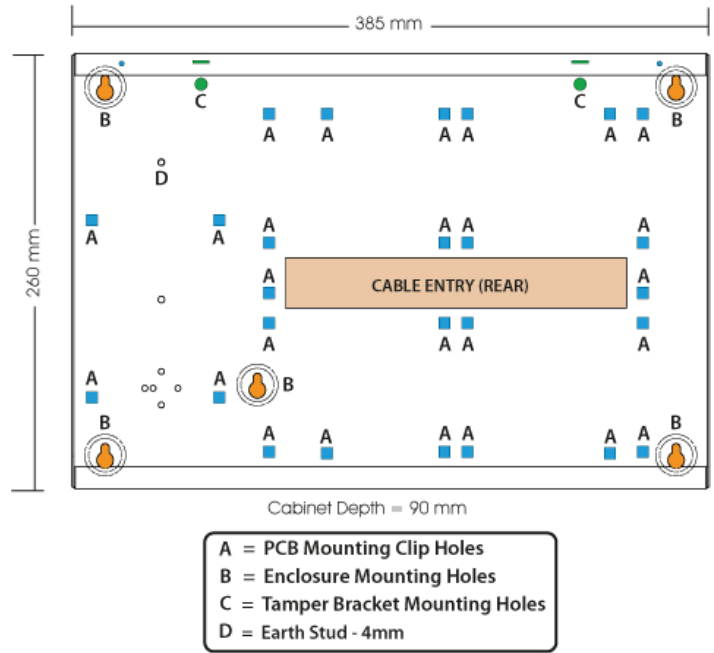 385 mm
C C
B B
A A A A A A
D
A A A A
A A
260 mm
A CABLE ENTRY (REAR) A
A A A A
A A B
B B
A A A A A A
Cabinet Depth = 90 mm
A = PCB Mounting Clip Holes
B = Enclosure Mounting Holes
C = Tamper Bracket Mounting Holes
D = Earth Stud - 4mm